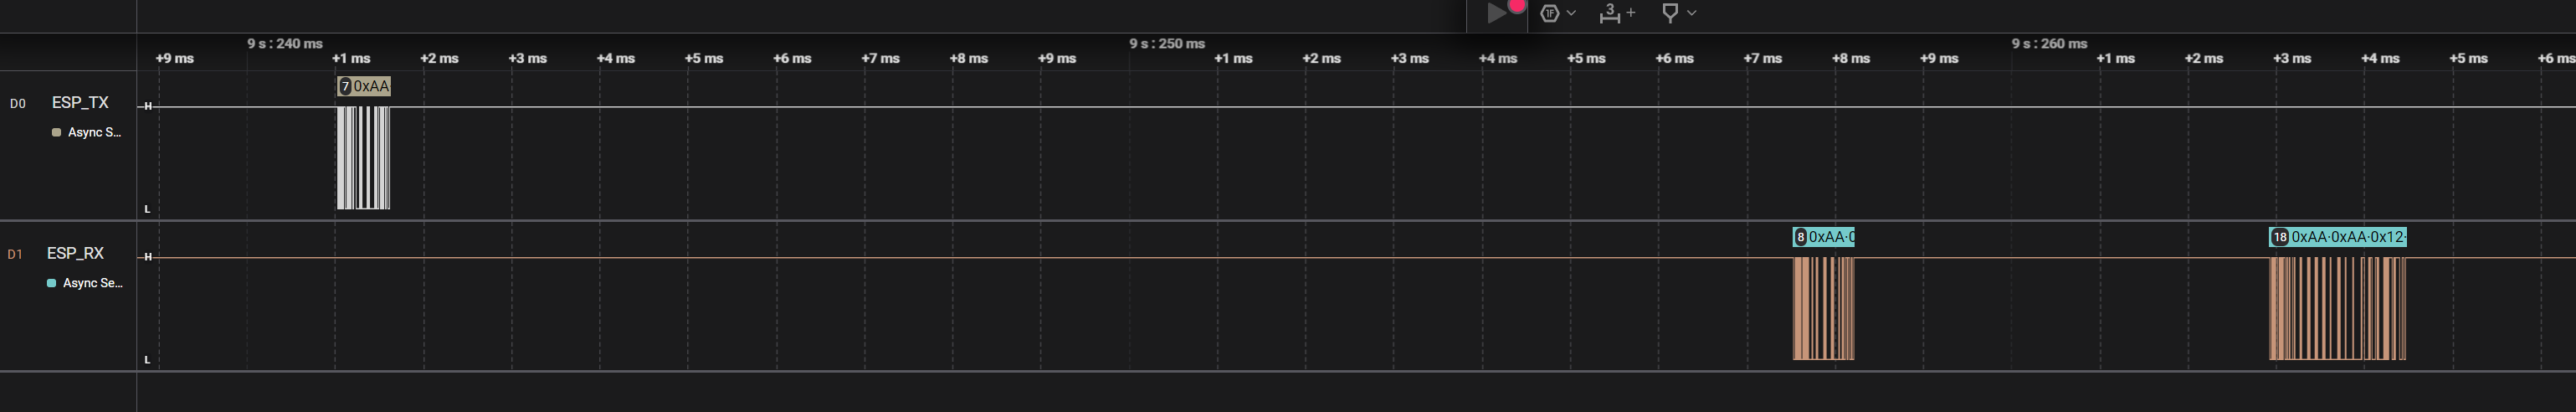 1F 3 +
9 s : 240 ms 9 s : 250 ms 9 s : 260 ms
+9 ms +1 ms +2 ms +3 ms +4 ms +5 ms +6 ms +7 ms +8 ms +9 ms +1 ms +2 ms +3 ms +4 ms +5 ms +6 ms +7 ms +8 ms +9 ms +1 ms +2 ms +3 ms +4 ms +5 ms +6 ms
7 0xAA
D0 ESP_TX H
Async S...
L
8 0xAA·0 18 0xAA·0xAA·0x12·
D1 ESP_RX H
Async Se...
L